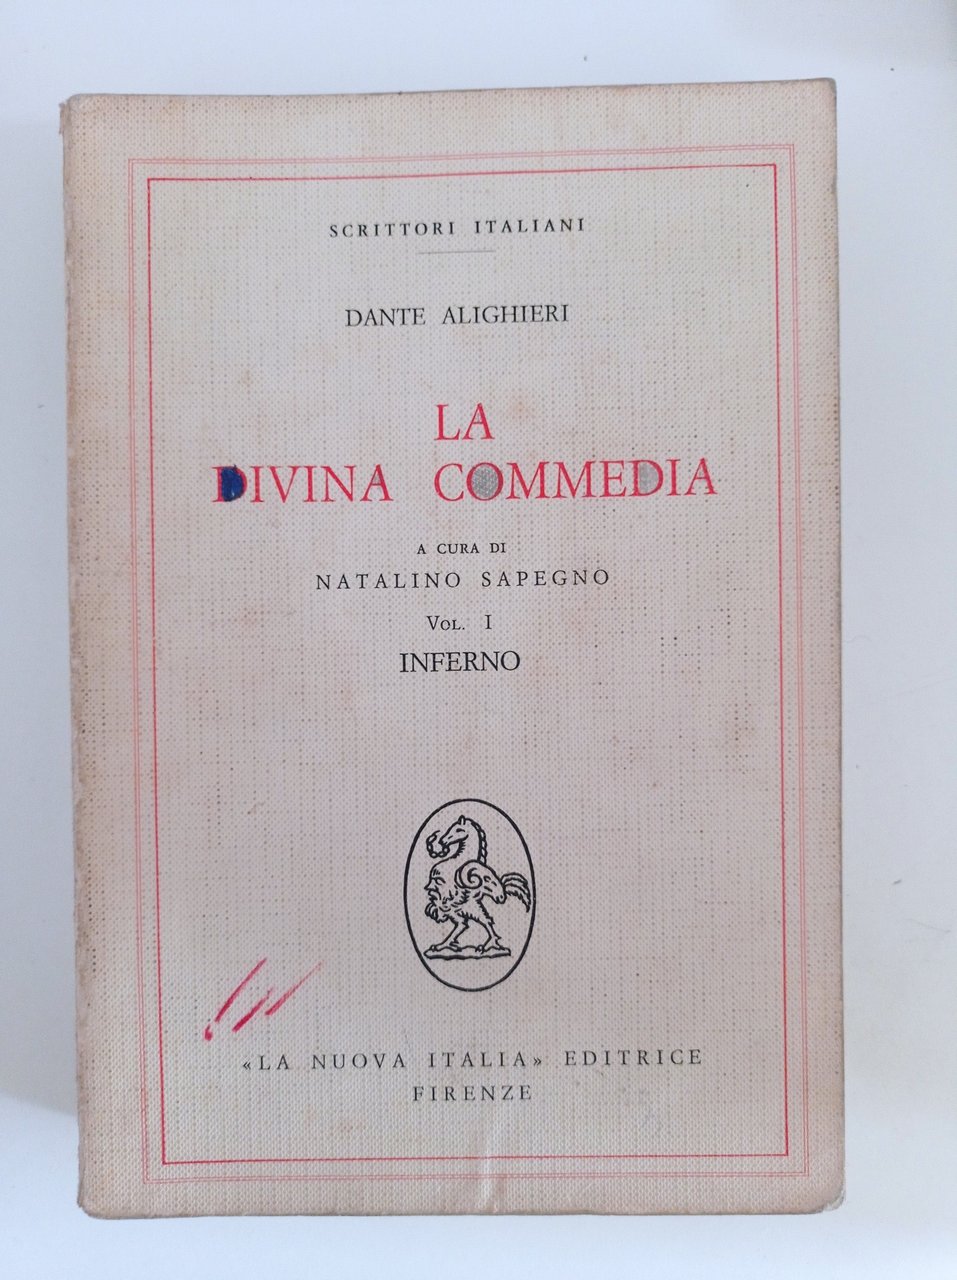 SCRITTORI ITALIANI
DANTE ALIGHIERI
LA
DIVINA COMMEDIA
A CURA DI
NATALINO SAPEGNO
VOL. I
INFERNO
«LA NUOVA ITALIA» EDITRICE
FIRENZE